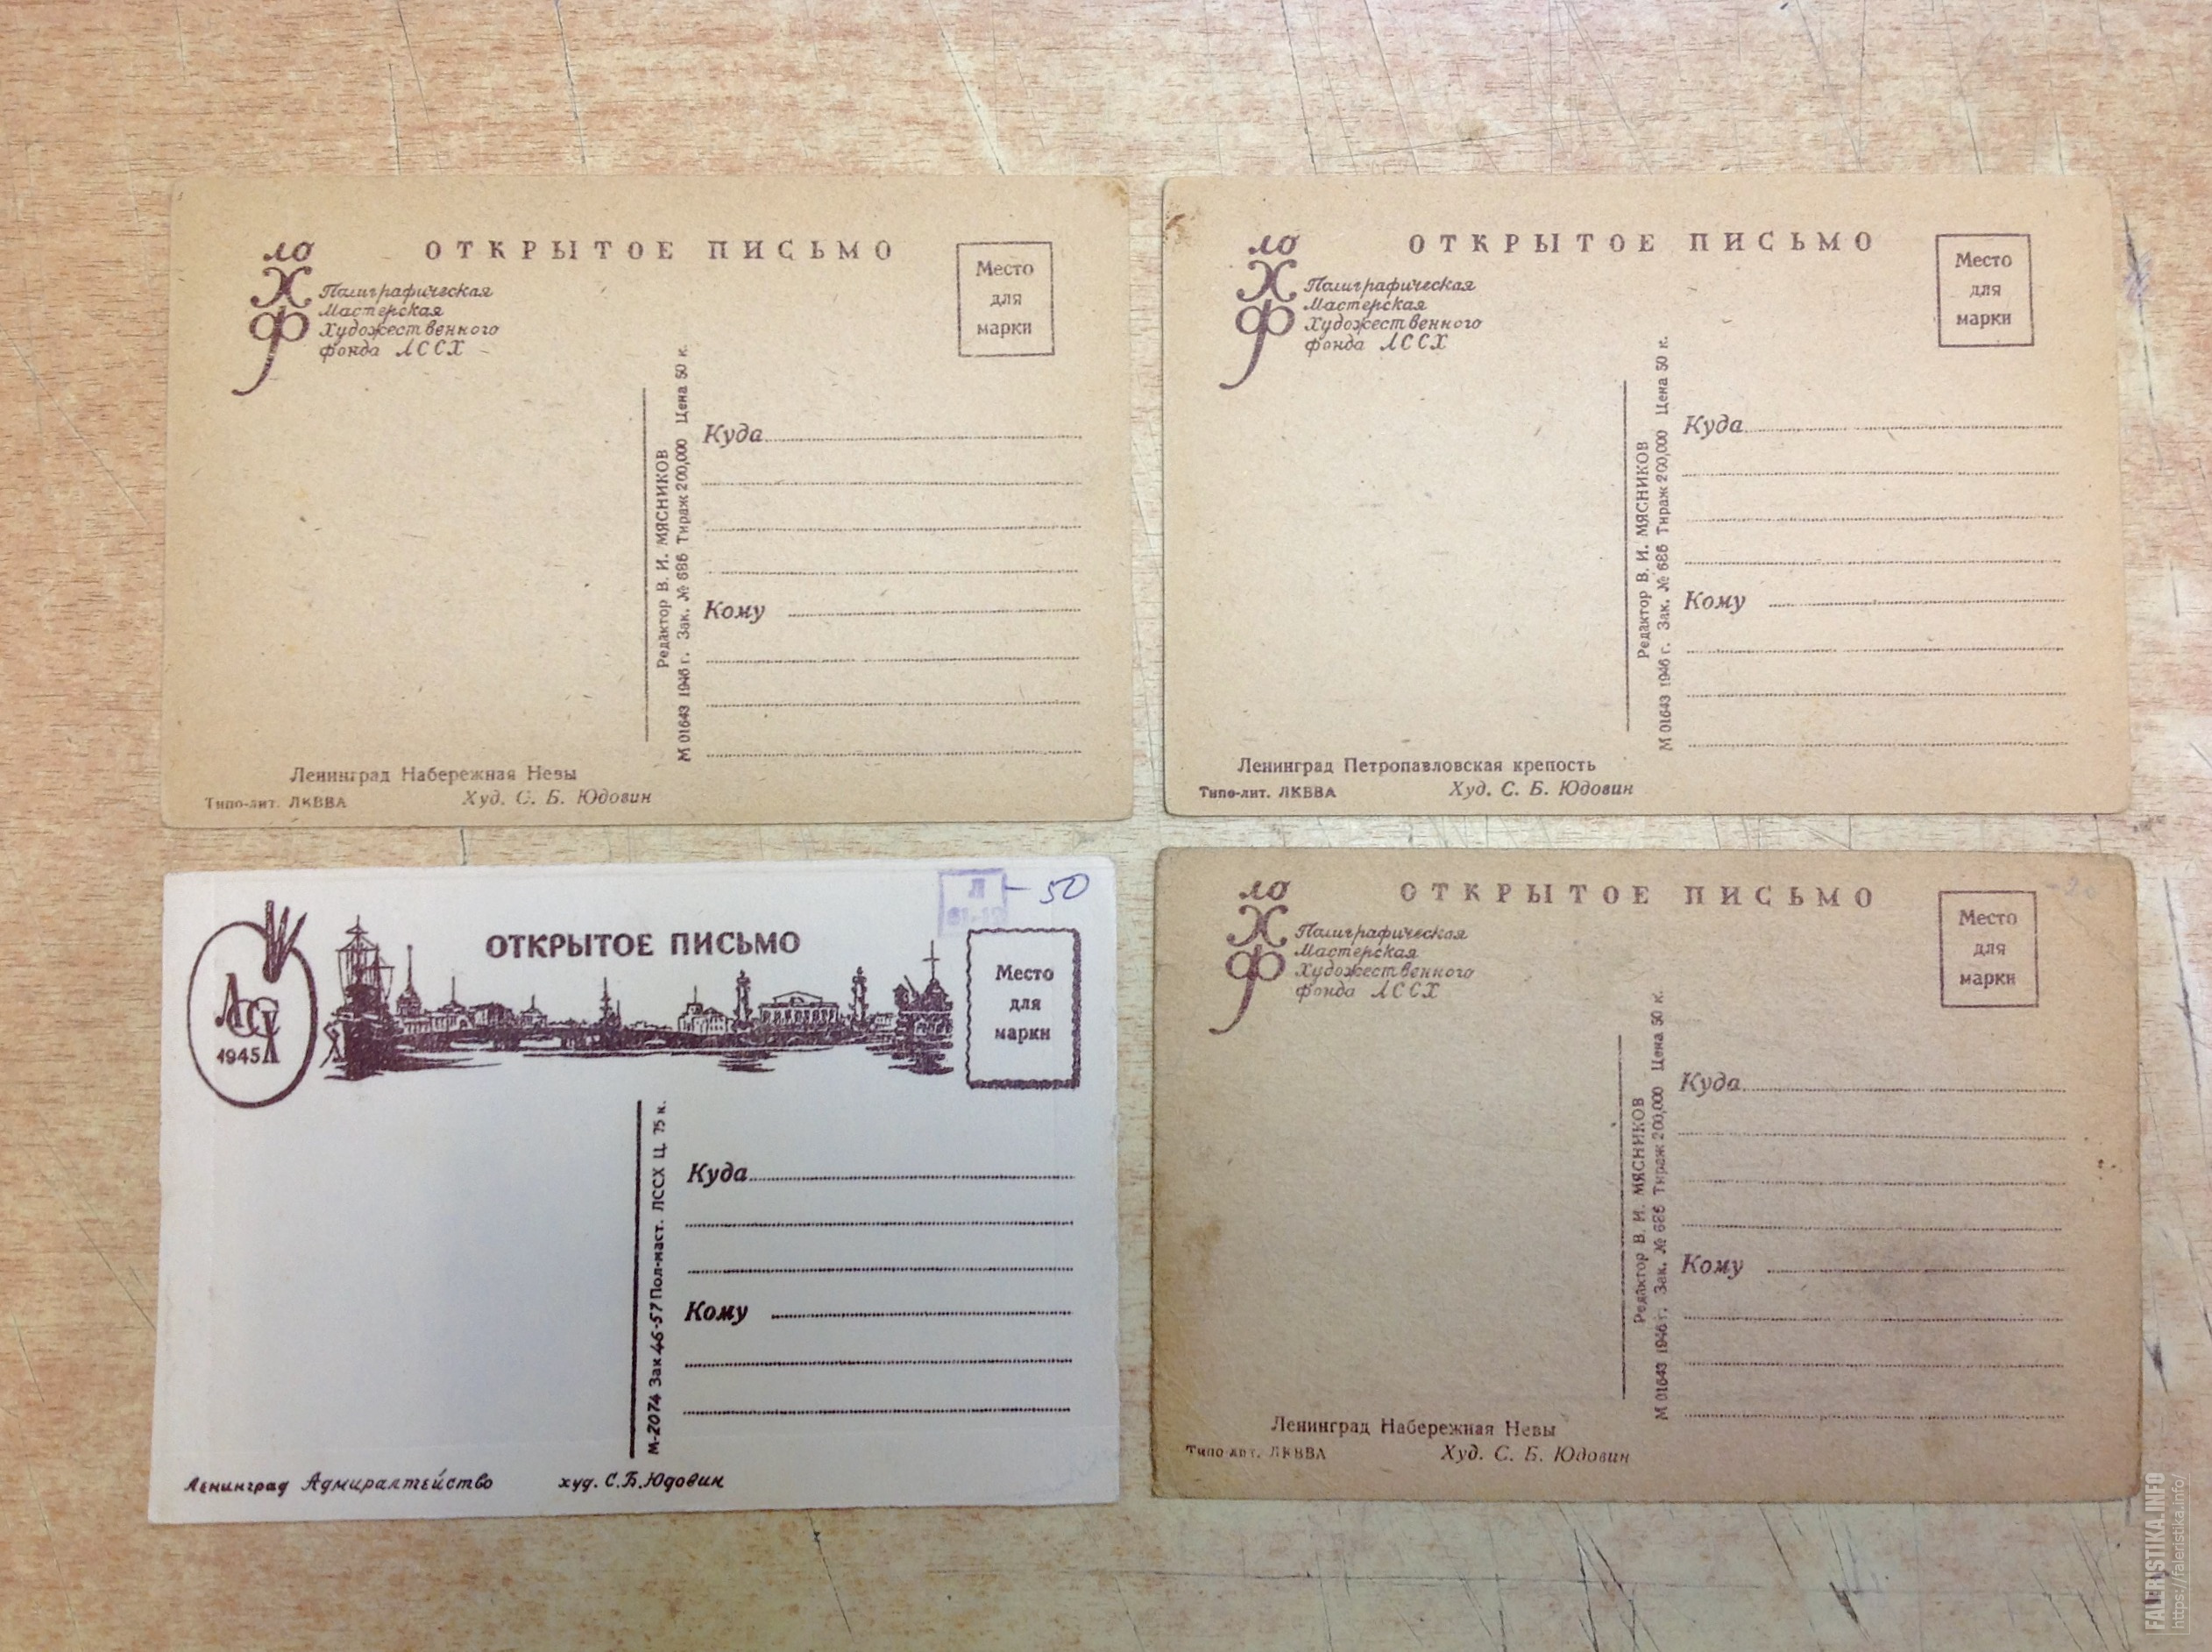 ОТКРЫТОЕ ПИСЬМО
ЛО
Х
Ф
Полиграфическая
Мастерская
Художественного
фонда ЛССХ
Место
для
марки
Редактор В. И. МЯСНИКОВ
М 01643 1946 г. Зак. № 686 Тираж 200,000 Цена 50 к.
Куда
Кому
Ленинград Набережная Невы
Типо-лит. ЛКВВА
Худ. С. Б. Юдовин
ОТКРЫТОЕ ПИСЬМО
ЛО
Х
Ф
Полиграфическая
Мастерская
Художественного
фонда ЛССХ
Место
для
марки
Редактор В. И. МЯСНИКОВ
М 01643 1946 г. Зак. № 686 Тираж 200,000 Цена 50 к.
Куда
Кому
Ленинград Петропавловская крепость
Типо-лит. ЛКВВА
Худ. С. Б. Юдовин
Л
-50
ОТКРЫТОЕ ПИСЬМО
ЛССХ
1945
Место
для
марки
М-2074 Зак 46-57 Пол-маст. ЛССХ Ц. 75 к.
Куда
Кому
Ленинград Адмиралтейство
худ. С.Б.Юдовин
ОТКРЫТОЕ ПИСЬМО
ЛО
Х
Ф
Полиграфическая
Мастерская
Художественного
фонда ЛССХ
Место
для
марки
Редактор В. И. МЯСНИКОВ
М 01643 1946 г. Зак. № 686 Тираж 200,000 Цена 50 к.
Куда
Кому
Ленинград Набережная Невы
Типо-лит. ЛКВВА
Худ. С. Б. Юдовин
FALERISTIKA.INFO
https://faleristika.info/